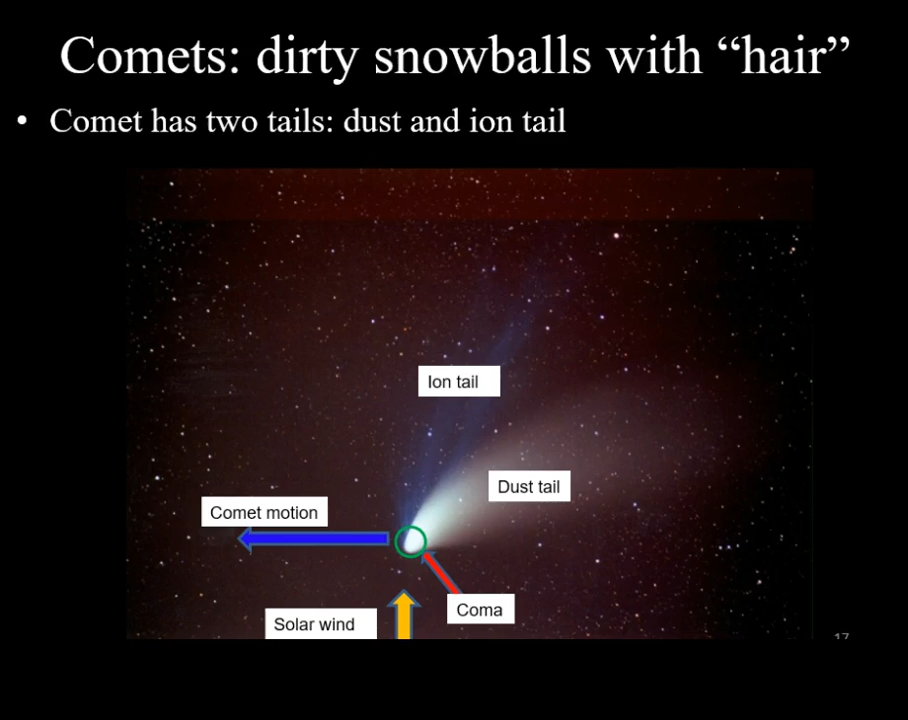 Comets: dirty snowballs with “hair”
• Comet has two tails: dust and ion tail
Ion tail
Dust tail
Comet motion
Coma
Solar wind
17